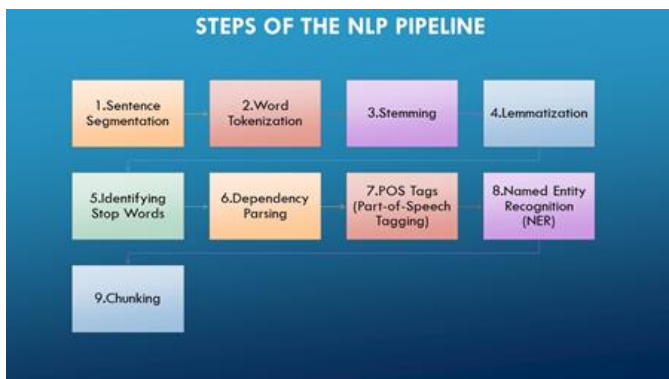 STEPS OF THE NLP PIPELINE
1.Sentence
Segmentation
2.Word
Tokenization
3.Stemming
4.Lemmatization
5.Identifying
Stop Words
6.Dependency
Parsing
7.POS Tags
(Part-of-Speech
Tagging)
8.Named Entity
Recognition
(NER)
9.Chunking